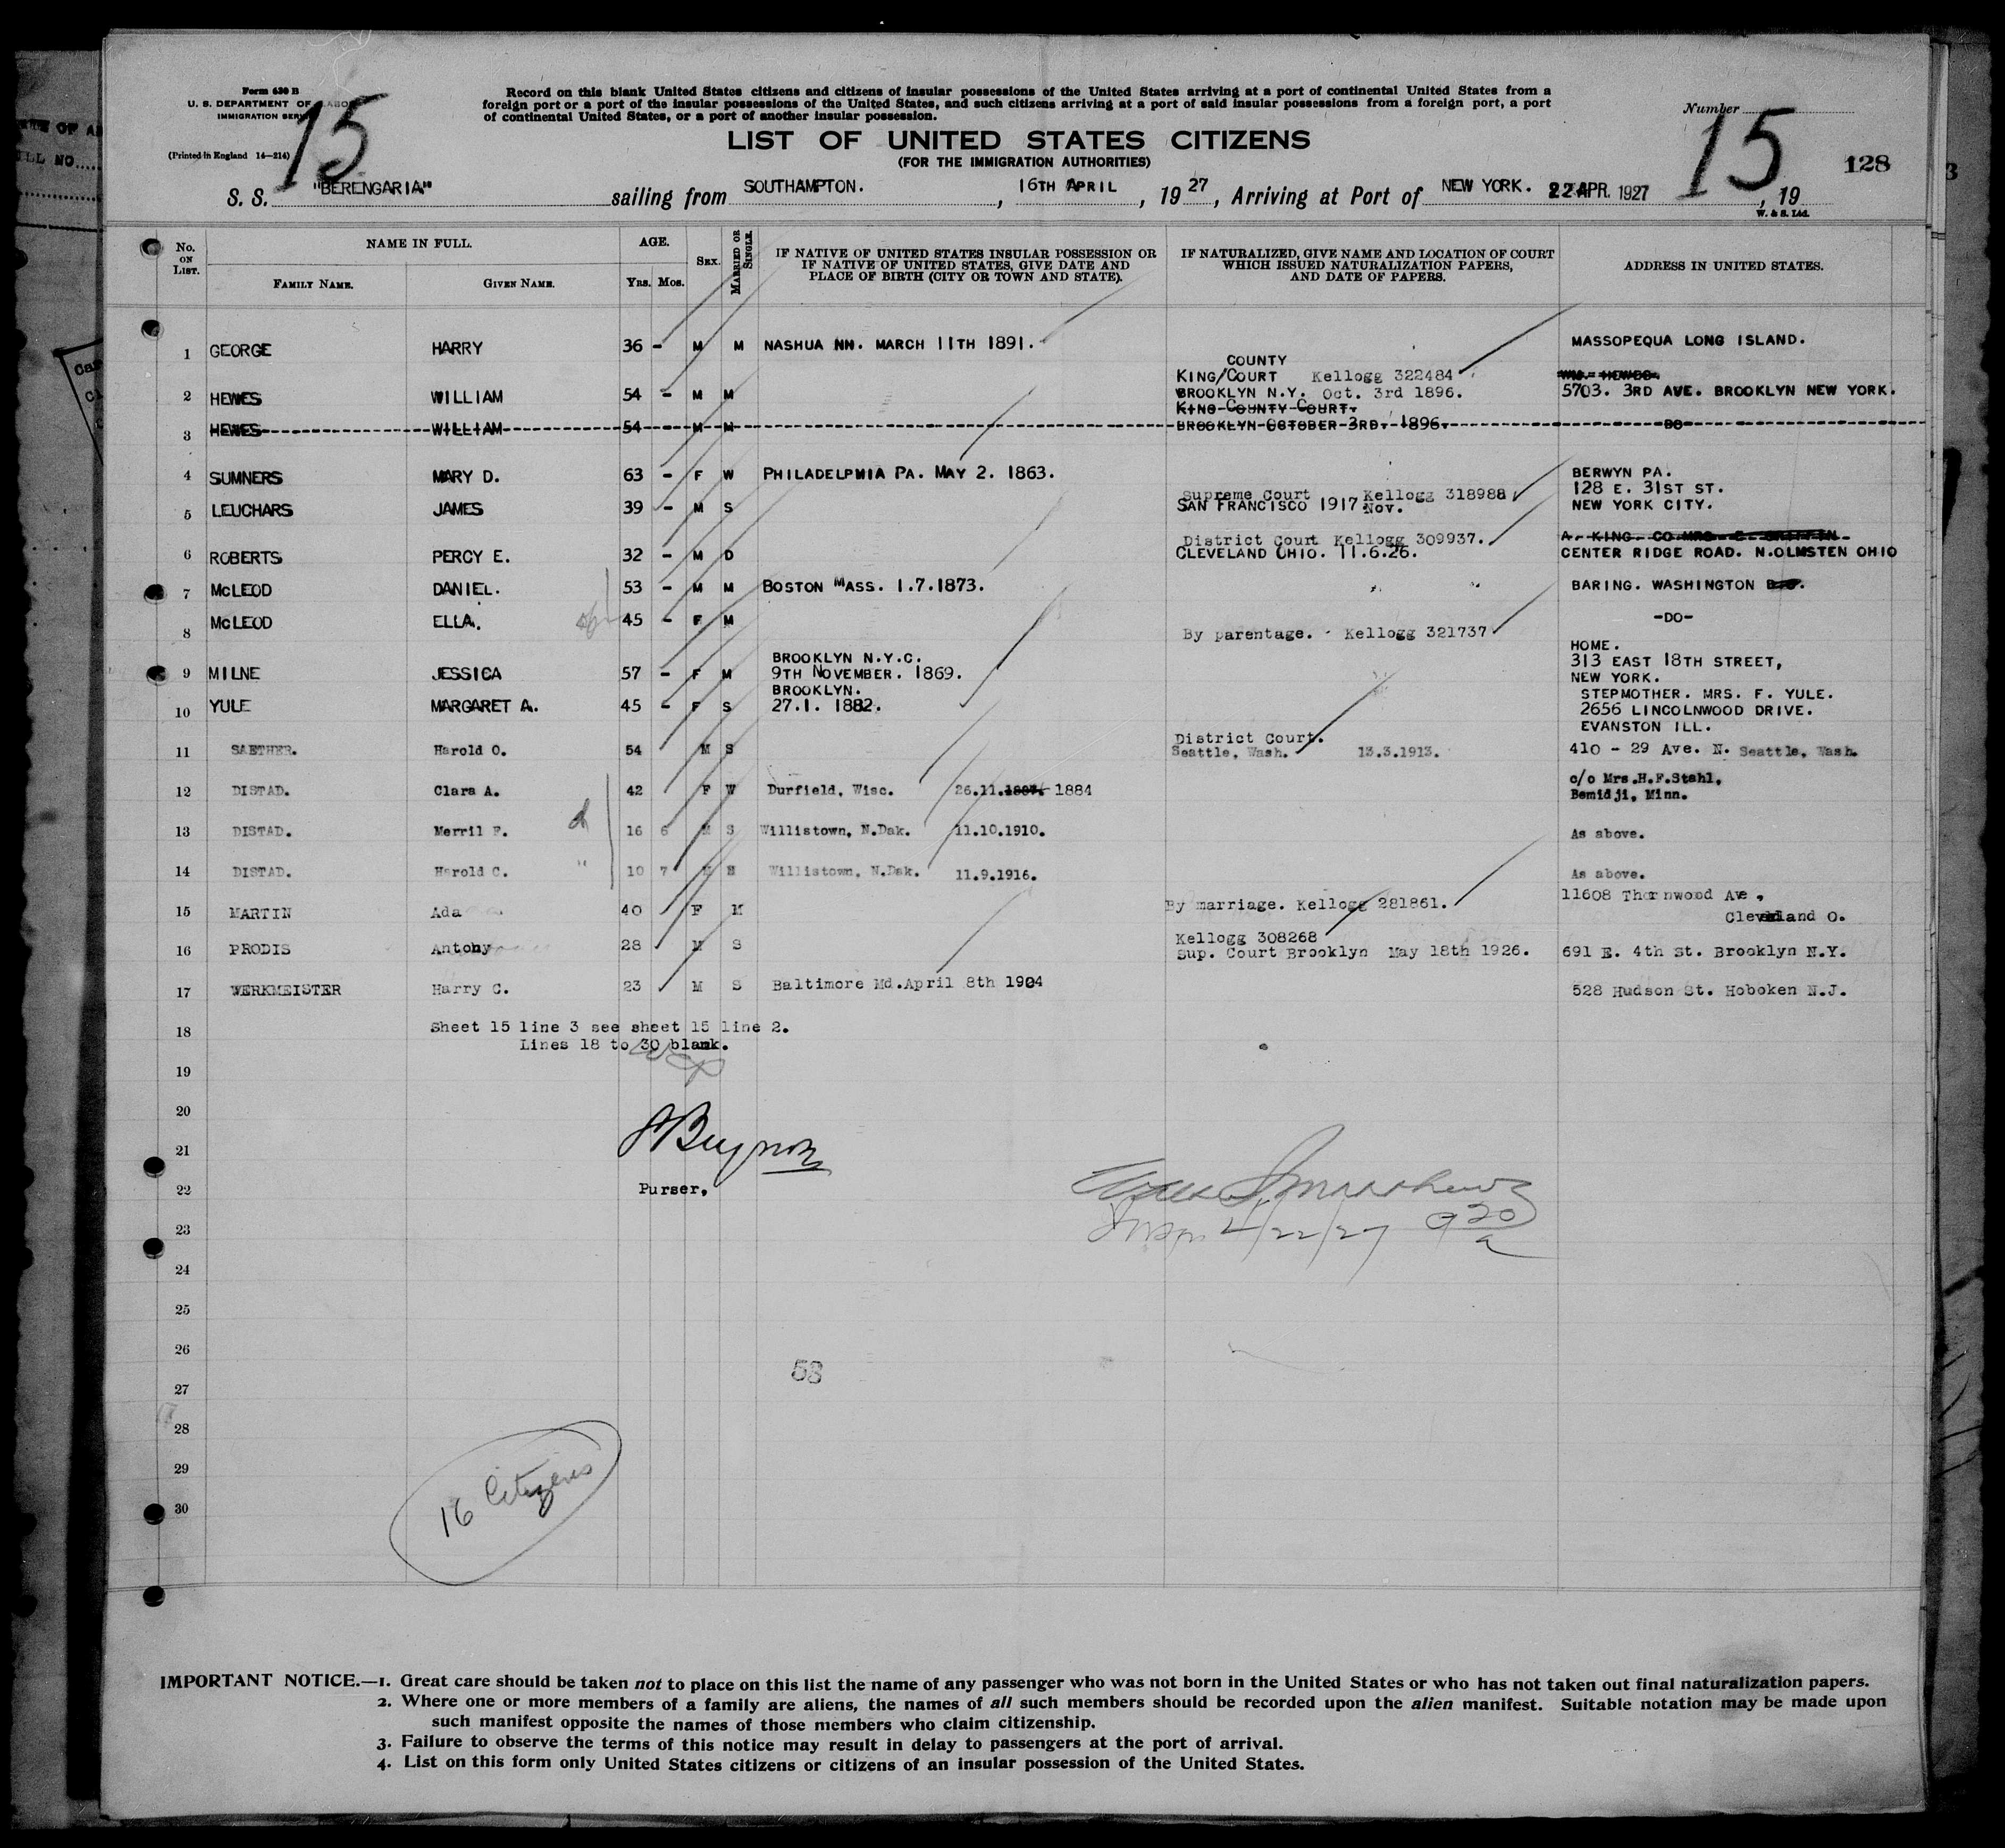 Form 630 B
U. S. DEPARTMENT OF LABOR
IMMIGRATION SERV
(Printed in England 14—214)
15
Record on this blank United States citizens and citizens of insular possessions of the United States arriving at a port of continental United States from a
foreign port or a port of the insular possessions of the United States, and such citizens arriving at a port of said insular possessions from a foreign port, a port
of continental United States, or a port of another insular possession.
LIST OF UNITED STATES CITIZENS
(FOR THE IMMIGRATION AUTHORITIES)
Number
15
128
S. S. "BERENGARIA" sailing from SOUTHAMPTON. , 16TH APRIL , 1927 , Arriving at Port of NEW YORK. 22 APR. 1927 , 19
W. & S. Ltd.
No. ON LIST. NAME IN FULL. AGE. SEX. MARRIED OR SINGLE. IF NATIVE OF UNITED STATES INSULAR POSSESSION OR IF NATIVE OF UNITED STATES, GIVE DATE AND PLACE OF BIRTH (CITY OR TOWN AND STATE). IF NATURALIZED, GIVE NAME AND LOCATION OF COURT WHICH ISSUED NATURALIZATION PAPERS, AND DATE OF PAPERS. ADDRESS IN UNITED STATES.
FAMILY NAME. GIVEN NAME. Yrs. Mos.
1 GEORGE HARRY 36 - M M NASHUA NN. MARCH 11TH 1891. MASSOPEQUA LONG ISLAND.
COUNTY
KING/COURT Kellogg 322484 WM. HEWES.
2 HEWES WILLIAM 54 - M M BROOKLYN N.Y. Oct. 3rd 1896. 5703. 3RD AVE. BROOKLYN NEW YORK.
KING COUNTY COURT.
3 HEWES WILLIAM 54 - M M BROOKLYN OCTOBER 3RD. 1896. DO
4 SUMNERS MARY D. 63 - F W PHILADELPMIA PA. MAY 2. 1863. BERWYN PA.
Supreme Court Kellogg 318988 128 E. 31ST ST.
5 LEUCHARS JAMES 39 - M S SAN FRANCISCO 1917 Nov. NEW YORK CITY.
District Court Kellogg 309937. A. KING. CO MRS. E. GRIFFIN
6 ROBERTS PERCY E. 32 - M D CLEVELAND OHIO. 11.6.26. CENTER RIDGE ROAD. N.OLMSTEN OHIO
7 McLEOD DANIEL. 53 - M M BOSTON MASS. 1.7.1873. BARING. WASHINGTON
8 McLEOD ELLA. 45 - F M By parentage. - Kellogg 321737 -DO-
HOME.
BROOKLYN N.Y.C. 313 EAST 18TH STREET,
9 MILNE JESSICA 57 - F M 9TH NOVEMBER. 1869. NEW YORK.
BROOKLYN. STEPMOTHER. MRS. F. YULE.
10 YULE MARGARET A. 45 - F S 27.1. 1882. 2656 LINCOLNWOOD DRIVE.
EVANSTON ILL.
District Court.
11 SAETHER. Harold O. 54 M S Seattle, Wash. 13.3.1913. 410 - 29 Ave. N. Seattle, Wash.
c/o Mrs.H.F.Stahl,
12 DISTAD. Clara A. 42 F W Durfield, Wisc. 26.11.1887. 1884 Bemidji, Minn.
13 DISTAD. Merril F. 16 6 M S Willistown, N.Dak. 11.10.1910. As above.
14 DISTAD. Harold C. 10 7 M S Willistown, N.Dak. 11.9.1916. As above.
11608 Thornwood Ave,
15 MARTIN Ada 40 F M By marriage. Kellogg 281861. Cleveland O.
Kellogg 308268
16 PRODIS Antony 28 M S Sup. Court Brooklyn May 18th 1926. 691 E. 4th St. Brooklyn N.Y.
17 WERKMEISTER Harry C. 23 M S Baltimore Md.April 8th 1904 528 Hudson St. Hoboken N.J.
18 Sheet 15 line 3 see sheet 15 line 2.
Lines 18 to 30 blank.
19
20
21
22 Purser,
23 4/22/27 9 20 a
24
25
26
53
27
28
29
30
16 Citizens
IMPORTANT NOTICE.—1. Great care should be taken not to place on this list the name of any passenger who was not born in the United States or who has not taken out final naturalization papers.
2. Where one or more members of a family are aliens, the names of all such members should be recorded upon the alien manifest. Suitable notation may be made upon
such manifest opposite the names of those members who claim citizenship.
3. Failure to observe the terms of this notice may result in delay to passengers at the port of arrival.
4. List on this form only United States citizens or citizens of an insular possession of the United States.